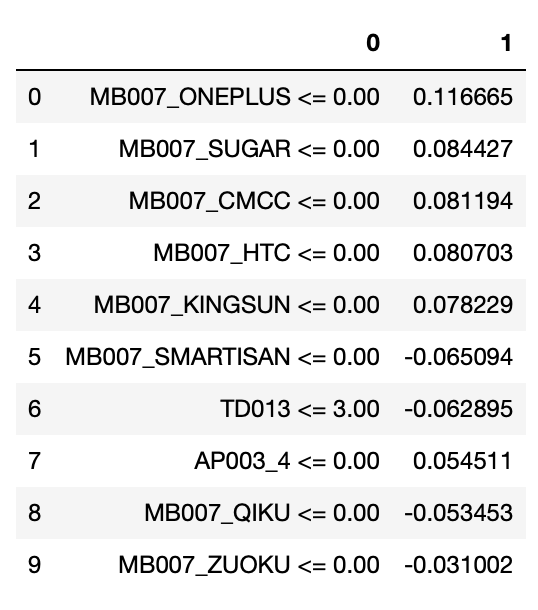 0 1
0 MB007_ONEPLUS <= 0.00 0.116665
1 MB007_SUGAR <= 0.00 0.084427
2 MB007_CMCC <= 0.00 0.081194
3 MB007_HTC <= 0.00 0.080703
4 MB007_KINGSUN <= 0.00 0.078229
5 MB007_SMARTISAN <= 0.00 -0.065094
6 TD013 <= 3.00 -0.062895
7 AP003_4 <= 0.00 0.054511
8 MB007_QIKU <= 0.00 -0.053453
9 MB007_ZUOKU <= 0.00 -0.031002